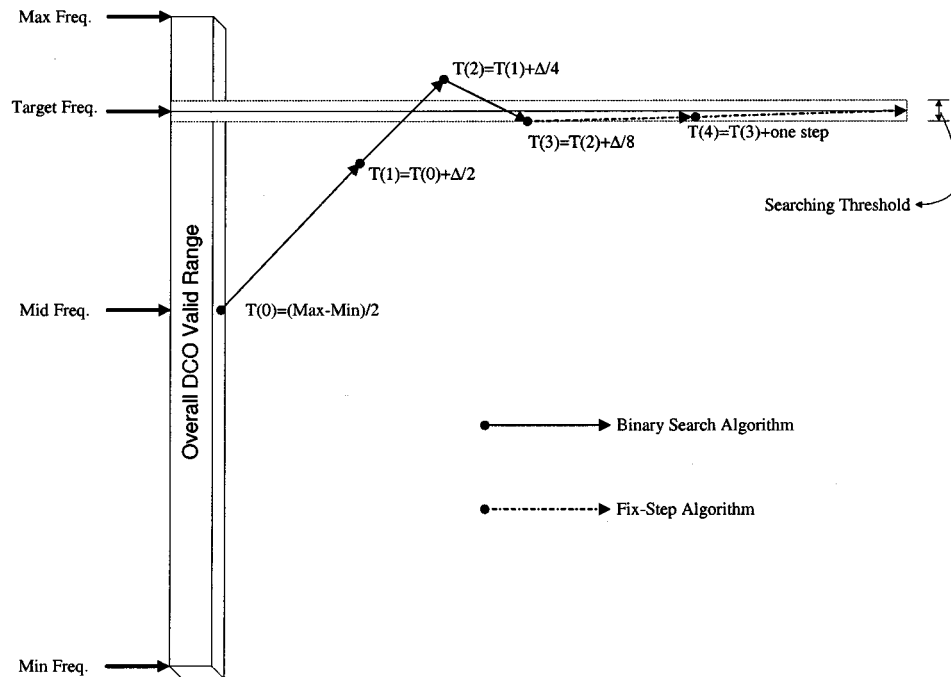 Max Freq.
T(2)=T(1)+Δ/4
Target Freq.
T(3)=T(2)+Δ/8
T(4)=T(3)+one step
T(1)=T(0)+Δ/2
Searching Threshold
Overall DCO Valid Range
Mid Freq.
T(0)=(Max-Min)/2
Binary Search Algorithm
Fix-Step Algorithm
Min Freq.